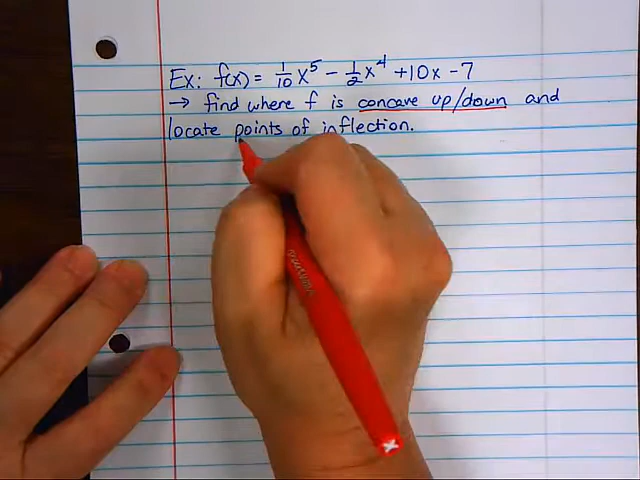 Ex: f(x) = 1/10 x^5 - 1/2 x^4 + 10x - 7
→ find where f is concave up/down and
locate points of inflection.